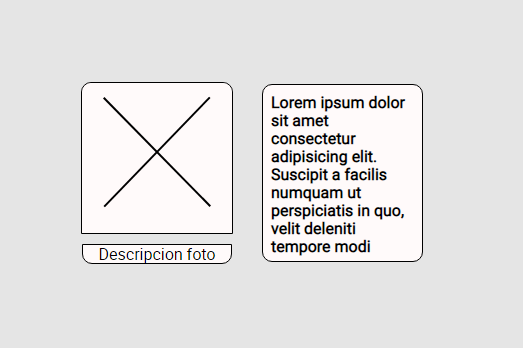 Descripcion foto
Lorem ipsum dolor
sit amet
consectetur
adipisicing elit.
Suscipit a facilis
numquam ut
perspiciatis in quo,
velit deleniti
tempore modi